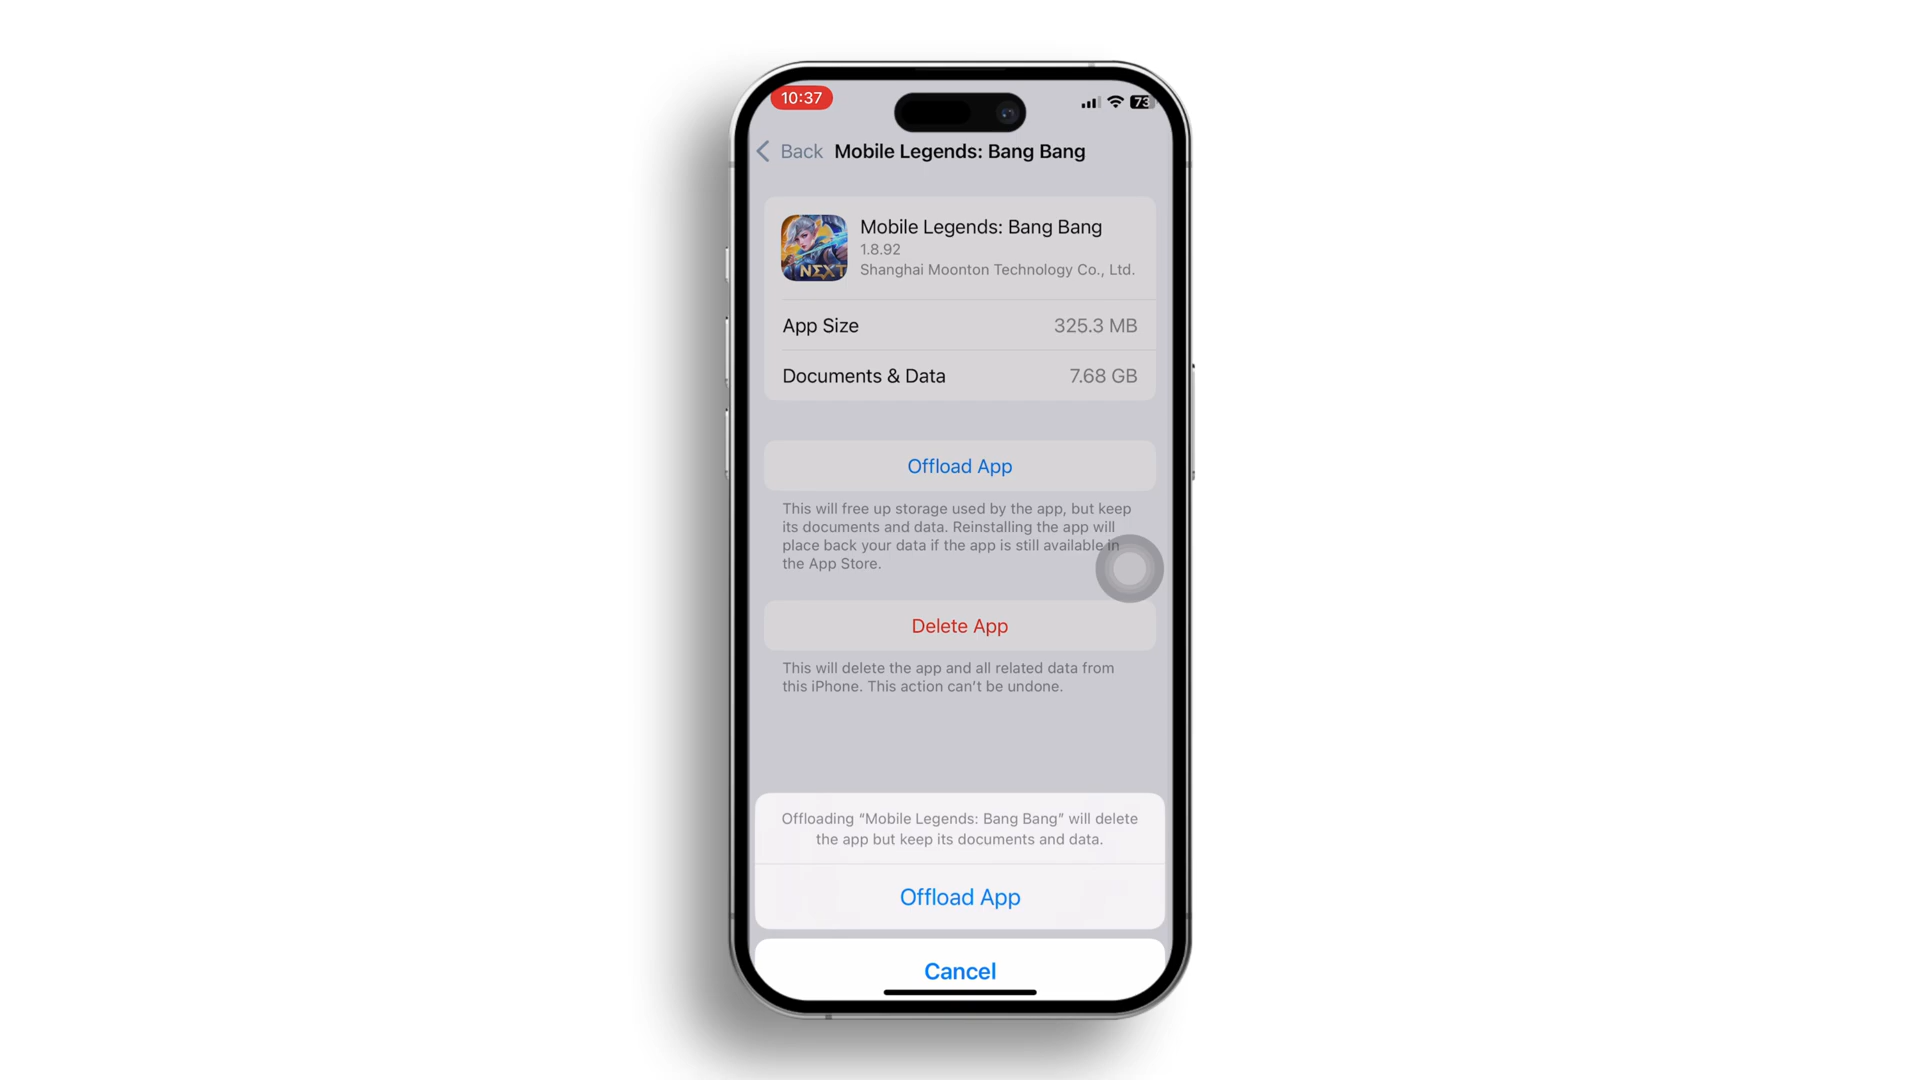 10:37
73
Back Mobile Legends: Bang Bang
Mobile Legends: Bang Bang
1.8.92
Shanghai Moonton Technology Co., Ltd.
NEXT
App Size 325.3 MB
Documents & Data 7.68 GB
Offload App
This will free up storage used by the app, but keep
its documents and data. Reinstalling the app will
place back your data if the app is still available in
the App Store.
Delete App
This will delete the app and all related data from
this iPhone. This action can’t be undone.
Offloading “Mobile Legends: Bang Bang” will delete
the app but keep its documents and data.
Offload App
Cancel